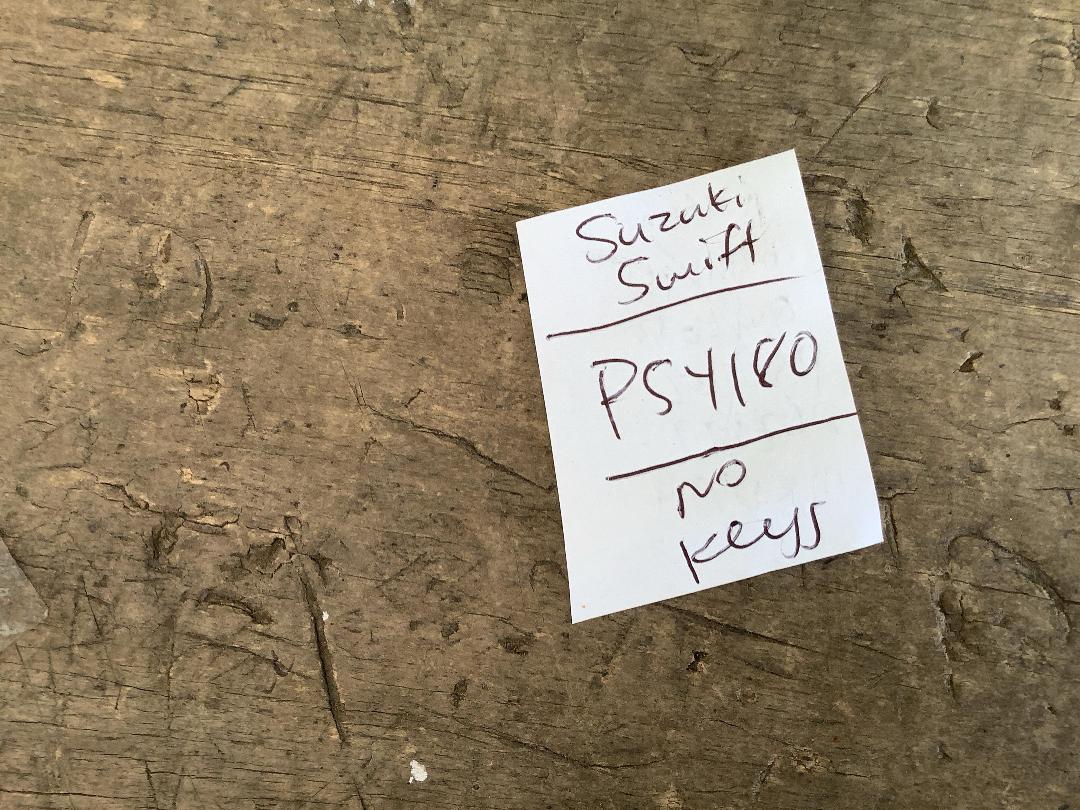 Suzuki
Swift
PS4180
NO
keys